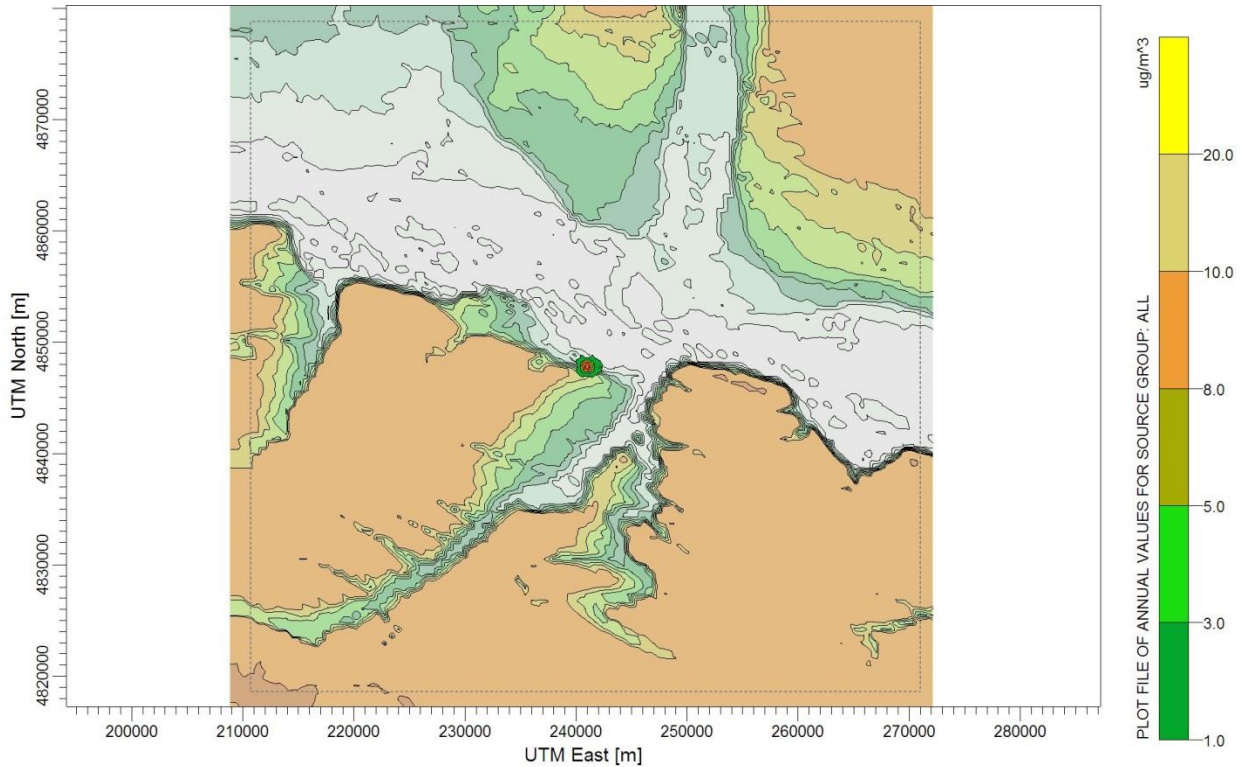 ug/m^3
20.0
10.0
8.0
5.0
3.0
1.0
PLOT FILE OF ANNUAL VALUES FOR SOURCE GROUP: ALL
UTM North [m]
4870000
4860000
4850000
4840000
4830000
4820000
200000 210000 220000 230000 240000 250000 260000 270000 280000
UTM East [m]